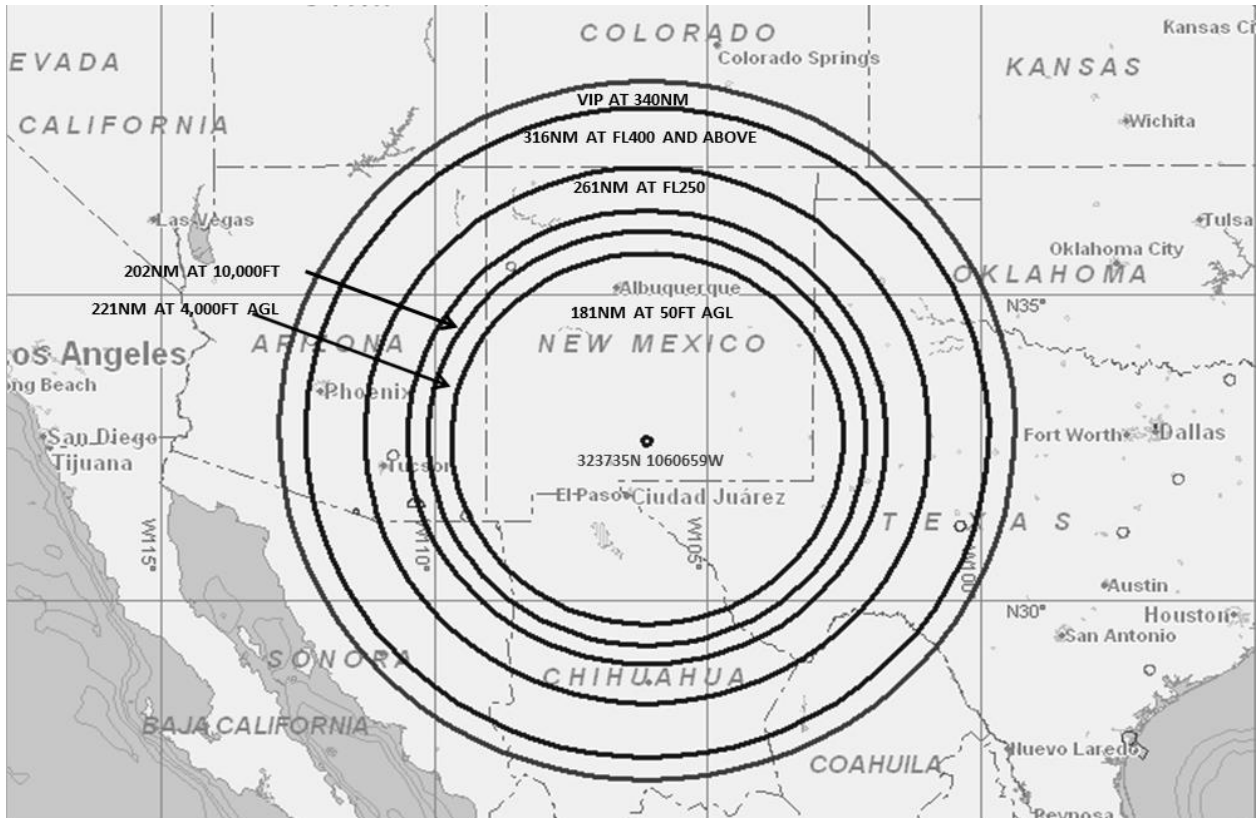 COLORADO
Colorado Springs
Kansas Ci
EVADA
KANSAS
CALIFORNIA
VIP AT 340NM
316NM AT FL400 AND ABOVE
Wichita
261NM AT FL250
Las Vegas
Tulsa
Oklahoma City
202NM AT 10,000FT
OKLAHOMA
Albuquerque
N35°
221NM AT 4,000FT AGL
181NM AT 50FT AGL
ARIZONA
NEW MEXICO
os Angeles
ong Beach
Phoenix
San Diego
Fort Worth
Dallas
Tijuana
323735N 1060659W
Tucson
El Paso
Ciudad Juárez
TEXAS
W115°
W110°
W105°
W100
Austin
N30°
Houston
San Antonio
SONORA
CHIHUAHUA
BAJA CALIFORNIA
Nuevo Laredo
COAHUILA
Reynosa